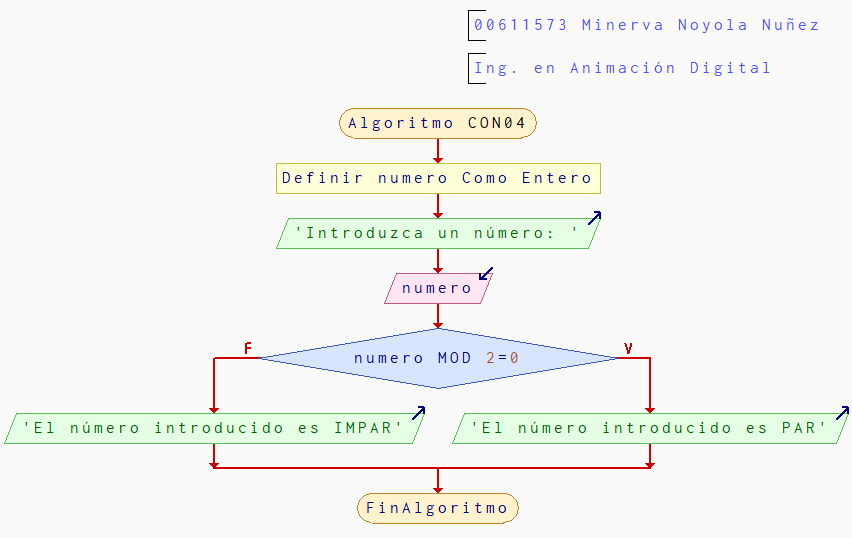 00611573 Minerva Noyola Nuñez
Ing. en Animación Digital
Algoritmo CON04
Definir numero Como Entero
'Introduzca un número: '
numero
numero MOD 2=0
F
V
'El número introducido es IMPAR'
'El número introducido es PAR'
FinAlgoritmo